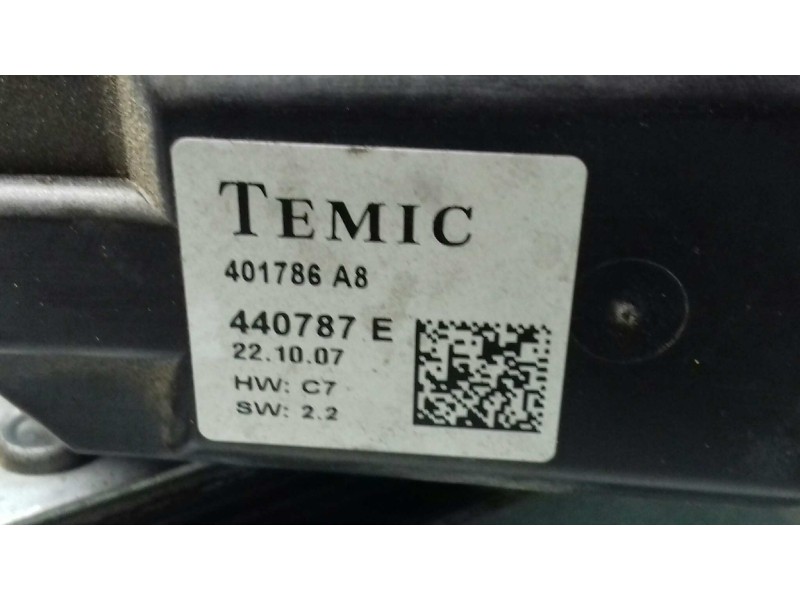 TEMIC
401786 A8
440787 E
22.10.07
HW: C7
SW: 2.2